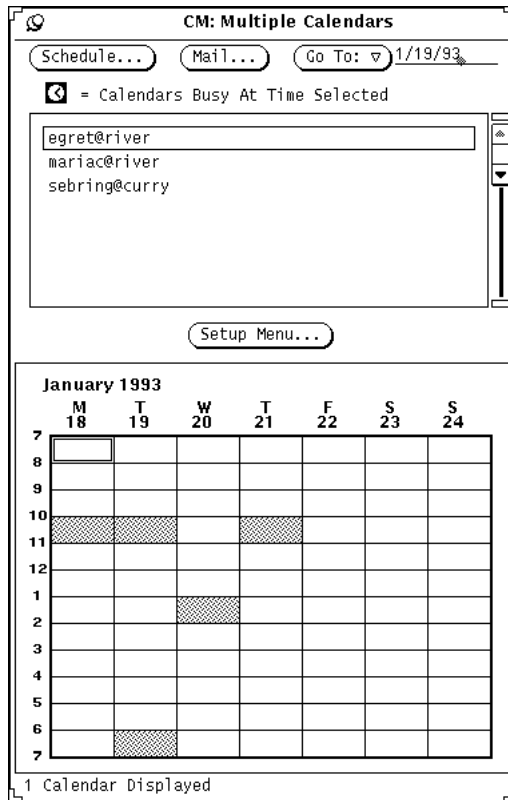 CM: Multiple Calendars
Schedule... Mail... Go To: 1/19/93
= Calendars Busy At Time Selected
egret@river
mariac@river
sebring@curry
Setup Menu...
January 1993
M T W T F S S
18 19 20 21 22 23 24
7
8
9
10
11
12
1
2
3
4
5
6
7
1 Calendar Displayed